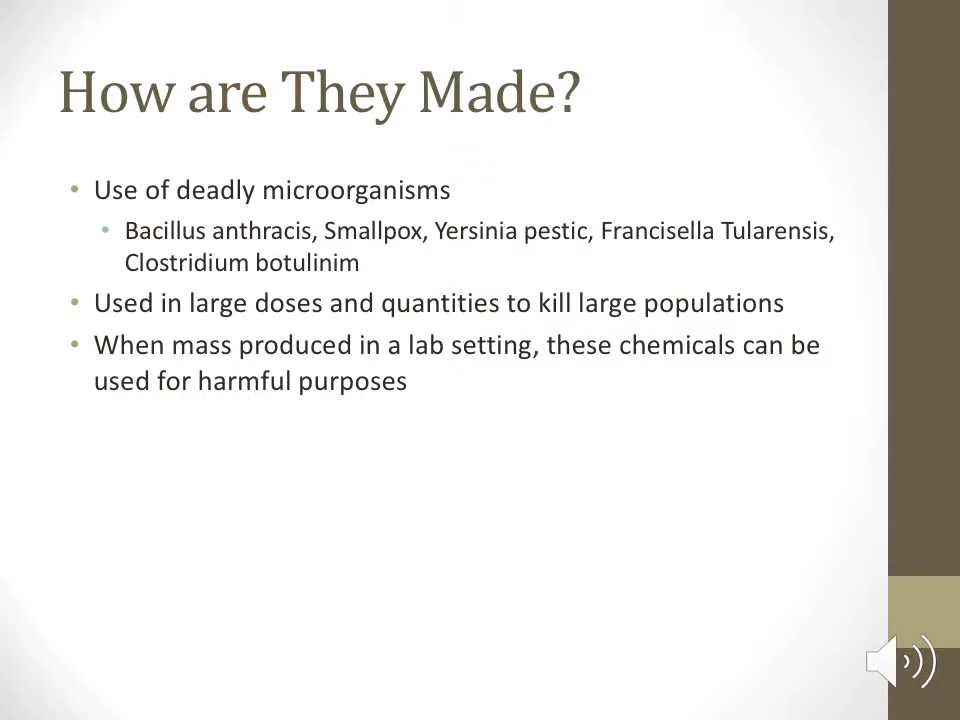 How are They Made?
• Use of deadly microorganisms
• Bacillus anthracis, Smallpox, Yersinia pestic, Francisella Tularensis,
Clostridium botulinim
• Used in large doses and quantities to kill large populations
• When mass produced in a lab setting, these chemicals can be
used for harmful purposes